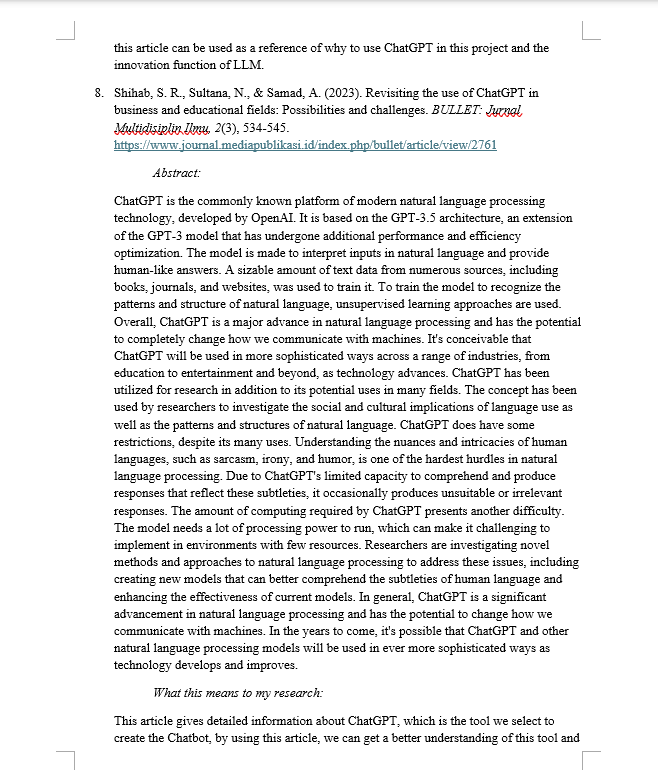 this article can be used as a reference of why to use ChatGPT in this project and the
innovation function of LLM.
8. Shihab, S. R., Sultana, N., & Samad, A. (2023). Revisiting the use of ChatGPT in
business and educational fields: Possibilities and challenges. BULLET: Jurnal
Multidisiplin Ilmu, 2(3), 534-545.
https://www.journal.mediapublikasi.id/index.php/bullet/article/view/2761
Abstract:
ChatGPT is the commonly known platform of modern natural language processing
technology, developed by OpenAI. It is based on the GPT-3.5 architecture, an extension
of the GPT-3 model that has undergone additional performance and efficiency
optimization. The model is made to interpret inputs in natural language and provide
human-like answers. A sizable amount of text data from numerous sources, including
books, journals, and websites, was used to train it. To train the model to recognize the
patterns and structure of natural language, unsupervised learning approaches are used.
Overall, ChatGPT is a major advance in natural language processing and has the potential
to completely change how we communicate with machines. It's conceivable that
ChatGPT will be used in more sophisticated ways across a range of industries, from
education to entertainment and beyond, as technology advances. ChatGPT has been
utilized for research in addition to its potential uses in many fields. The concept has been
used by researchers to investigate the social and cultural implications of language use as
well as the patterns and structures of natural language. ChatGPT does have some
restrictions, despite its many uses. Understanding the nuances and intricacies of human
languages, such as sarcasm, irony, and humor, is one of the hardest hurdles in natural
language processing. Due to ChatGPT's limited capacity to comprehend and produce
responses that reflect these subtleties, it occasionally produces unsuitable or irrelevant
responses. The amount of computing required by ChatGPT presents another difficulty.
The model needs a lot of processing power to run, which can make it challenging to
implement in environments with few resources. Researchers are investigating novel
methods and approaches to natural language processing to address these issues, including
creating new models that can better comprehend the subtleties of human language and
enhancing the effectiveness of current models. In general, ChatGPT is a significant
advancement in natural language processing and has the potential to change how we
communicate with machines. In the years to come, it's possible that ChatGPT and other
natural language processing models will be used in ever more sophisticated ways as
technology develops and improves.
What this means to my research:
This article gives detailed information about ChatGPT, which is the tool we select to
create the Chatbot, by using this article, we can get a better understanding of this tool and